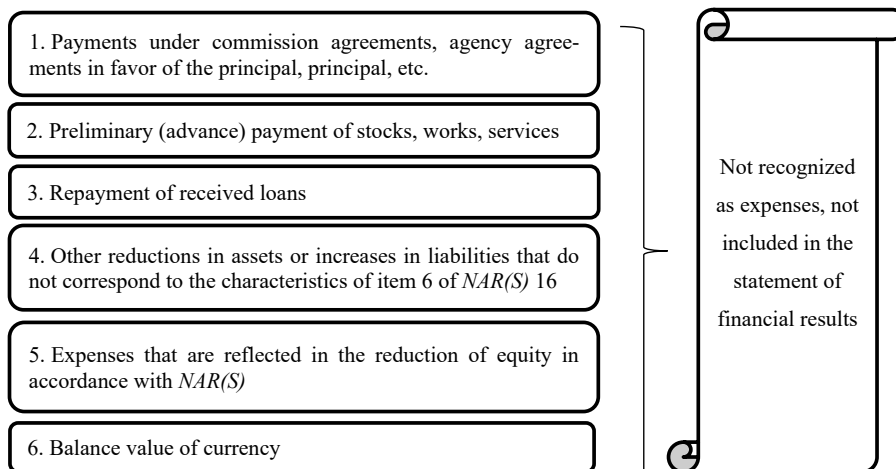 1. Payments under commission agreements, agency agree-
ments in favor of the principal, principal, etc.
2. Preliminary (advance) payment of stocks, works, services
3. Repayment of received loans
4. Other reductions in assets or increases in liabilities that do
not correspond to the characteristics of item 6 of NAR(S) 16
5. Expenses that are reflected in the reduction of equity in
accordance with NAR(S)
6. Balance value of currency
Not recognized
as expenses, not
included in the
statement of
financial results